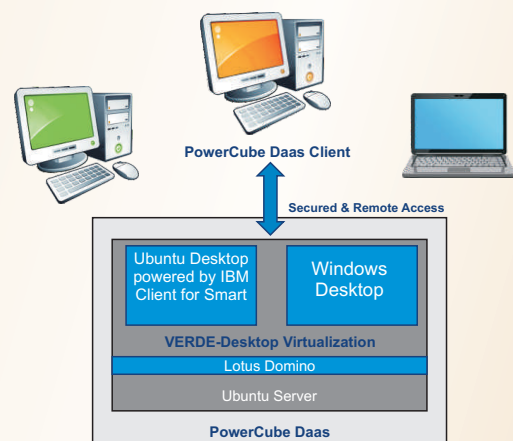 PowerCube Daas Client
Secured & Remote Access
Ubuntu Desktop
powered by IBM
Client for Smart
Windows
Desktop
VERDE-Desktop Virtualization
Lotus Domino
Ubuntu Server
PowerCube Daas